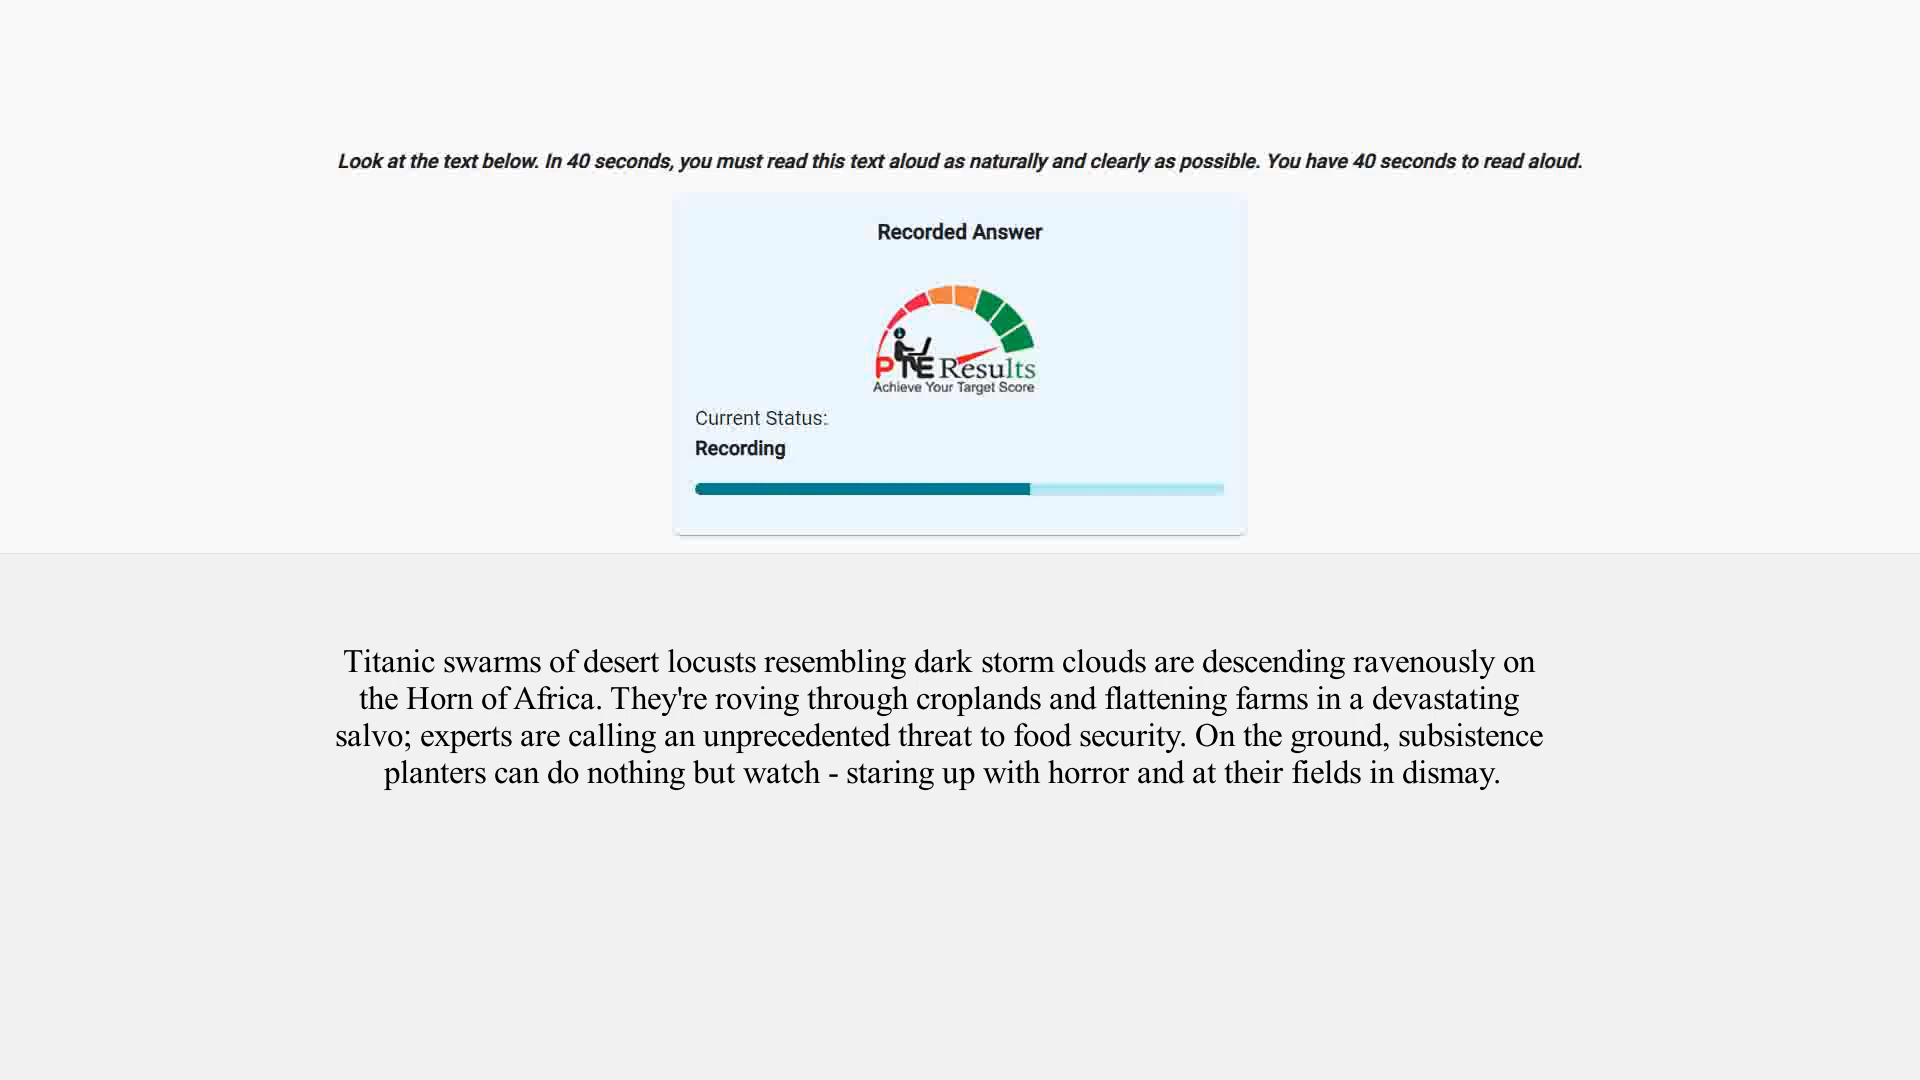 Look at the text below. In 40 seconds, you must read this text aloud as naturally and clearly as possible. You have 40 seconds to read aloud.
Recorded Answer
PTE Results
Achieve Your Target Score
Current Status:
Recording
Titanic swarms of desert locusts resembling dark storm clouds are descending ravenously on
the Horn of Africa. They're roving through croplands and flattening farms in a devastating
salvo; experts are calling an unprecedented threat to food security. On the ground, subsistence
planters can do nothing but watch - staring up with horror and at their fields in dismay.